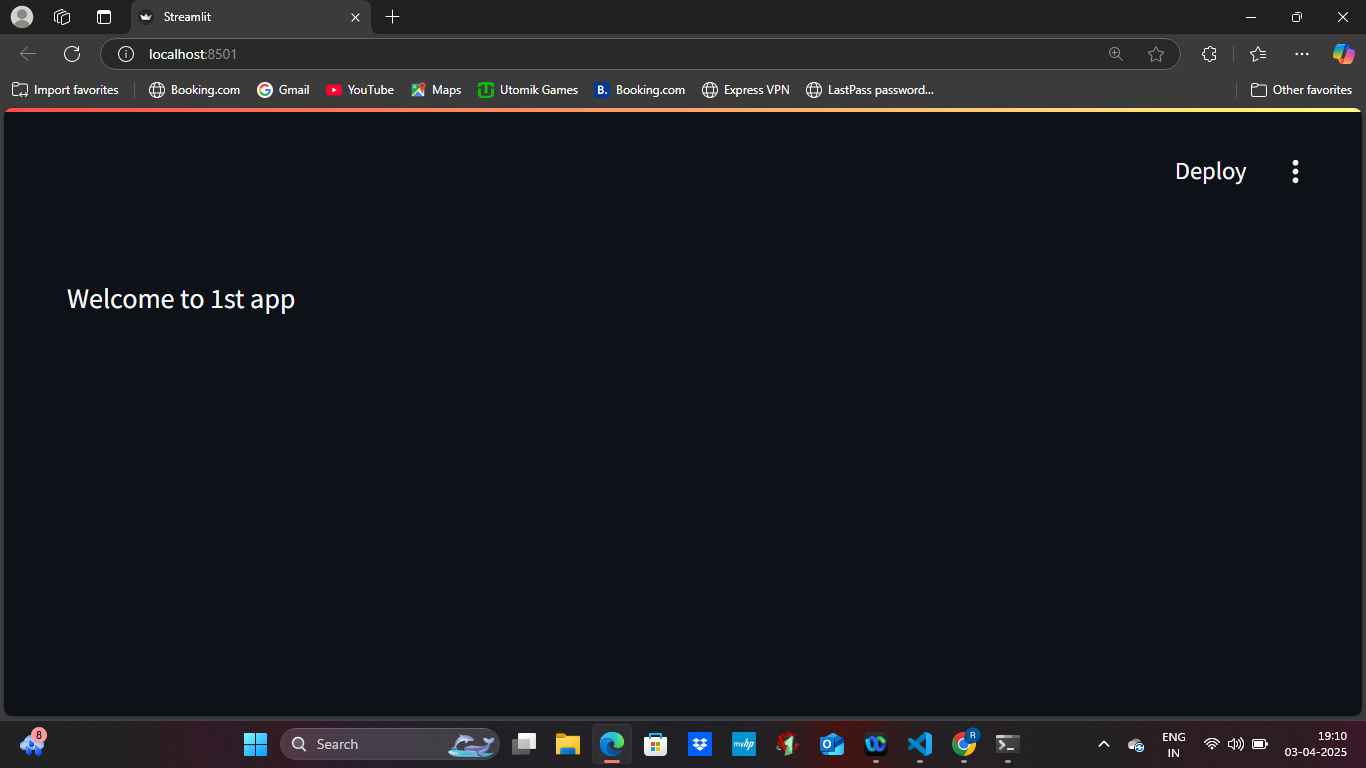 Streamlit
localhost:8501
Import favorites
Booking.com
Gmail
YouTube
Maps
Utomik Games
B. Booking.com
Express VPN
LastPass password...
Other favorites
Deploy
Welcome to 1st app
8
Search
myhp
R
ENG
IN
19:10
03-04-2025